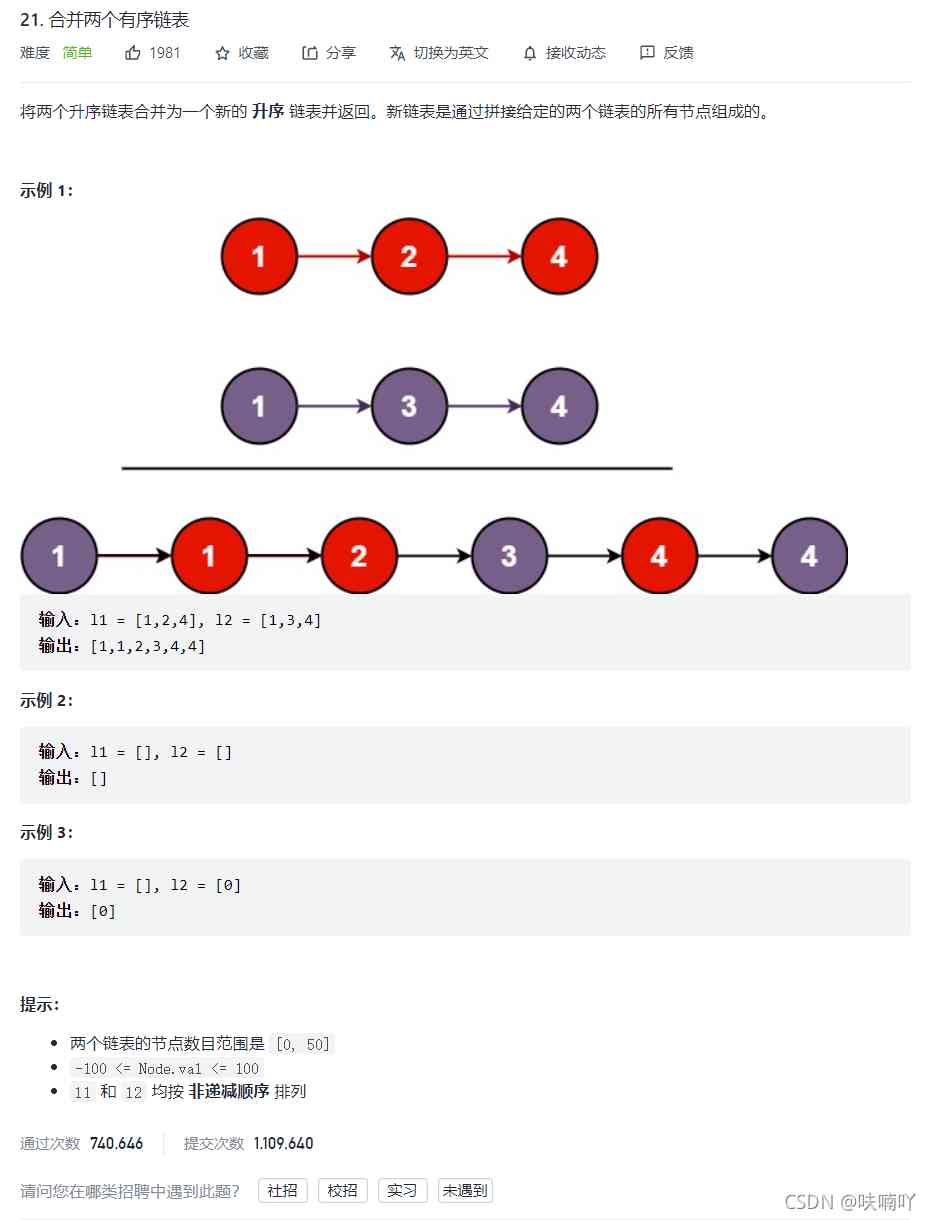 21. 合并两个有序链表
难度 简单 1981 收藏 分享 切换为英文 接收动态 反馈
将两个升序链表合并为一个新的 升序 链表并返回。新链表是通过拼接给定的两个链表的所有节点组成的。
示例 1：
1 2 4
1 3 4
1 1 2 3 4 4
输入：l1 = [1,2,4], l2 = [1,3,4]
输出：[1,1,2,3,4,4]
示例 2：
输入：l1 = [], l2 = []
输出：[]
示例 3：
输入：l1 = [], l2 = [0]
输出：[0]
提示：
两个链表的节点数目范围是 [0, 50]
-100 <= Node.val <= 100
l1 和 l2 均按 非递减顺序 排列
通过次数 740,646 提交次数 1,109,640
请问您在哪类招聘中遇到此题？ 社招 校招 实习 未遇到
CSDN @呋喃吖